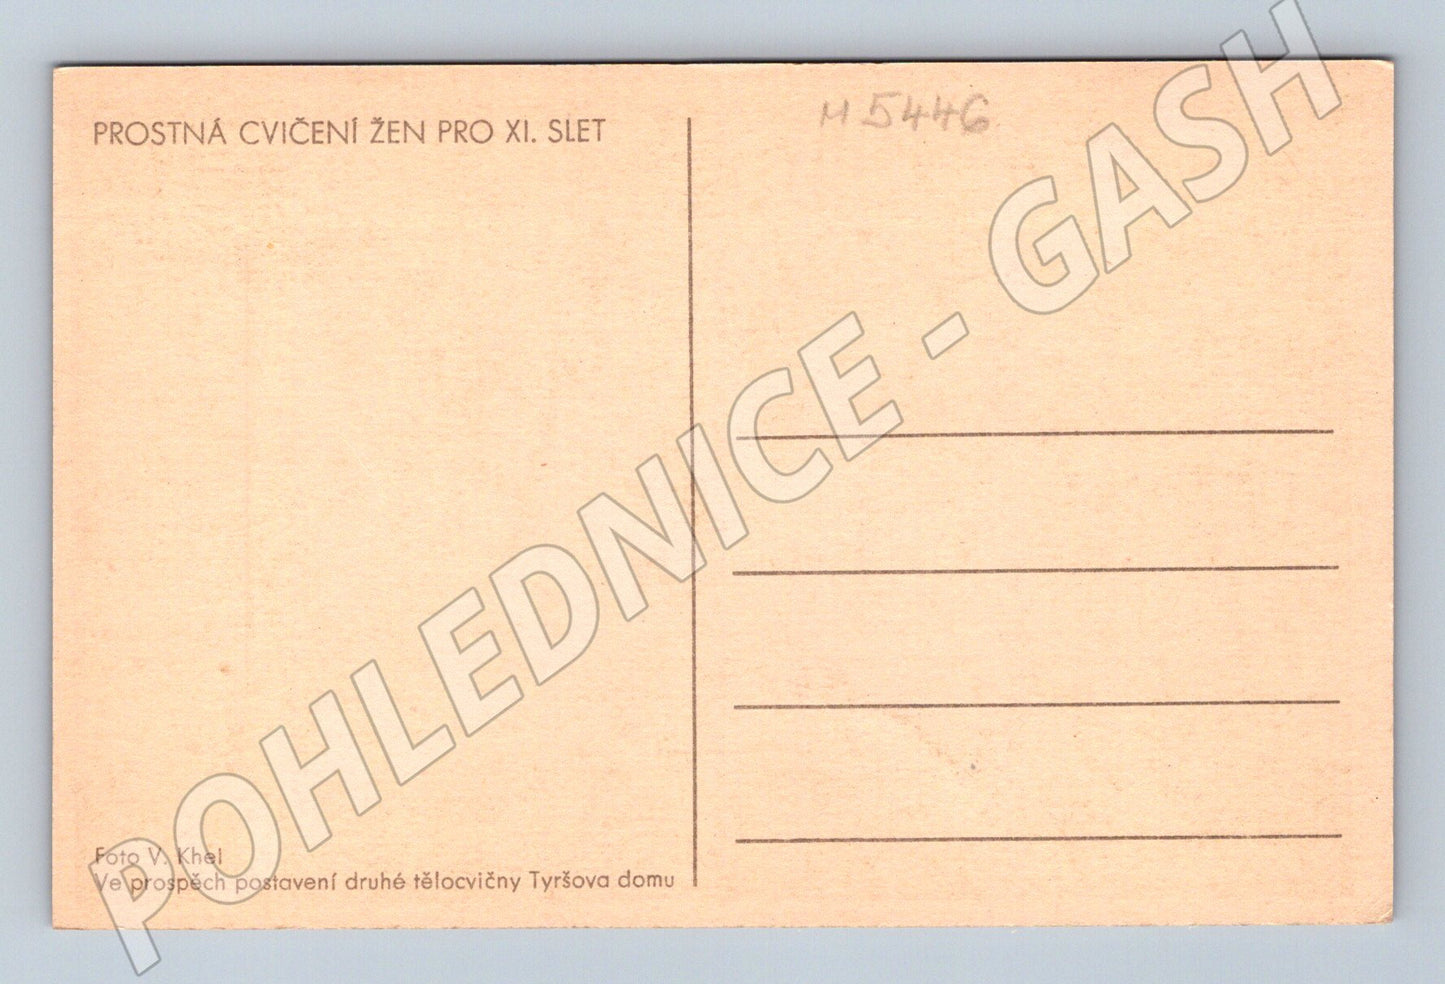 PROSTNÁ CVIČENÍ ŽEN PRO XI. SLET
M 5446
POHLEDNICE - GASH
Foto V. Khel
Ve prospěch postavení druhé tělocvičny Tyršova domu